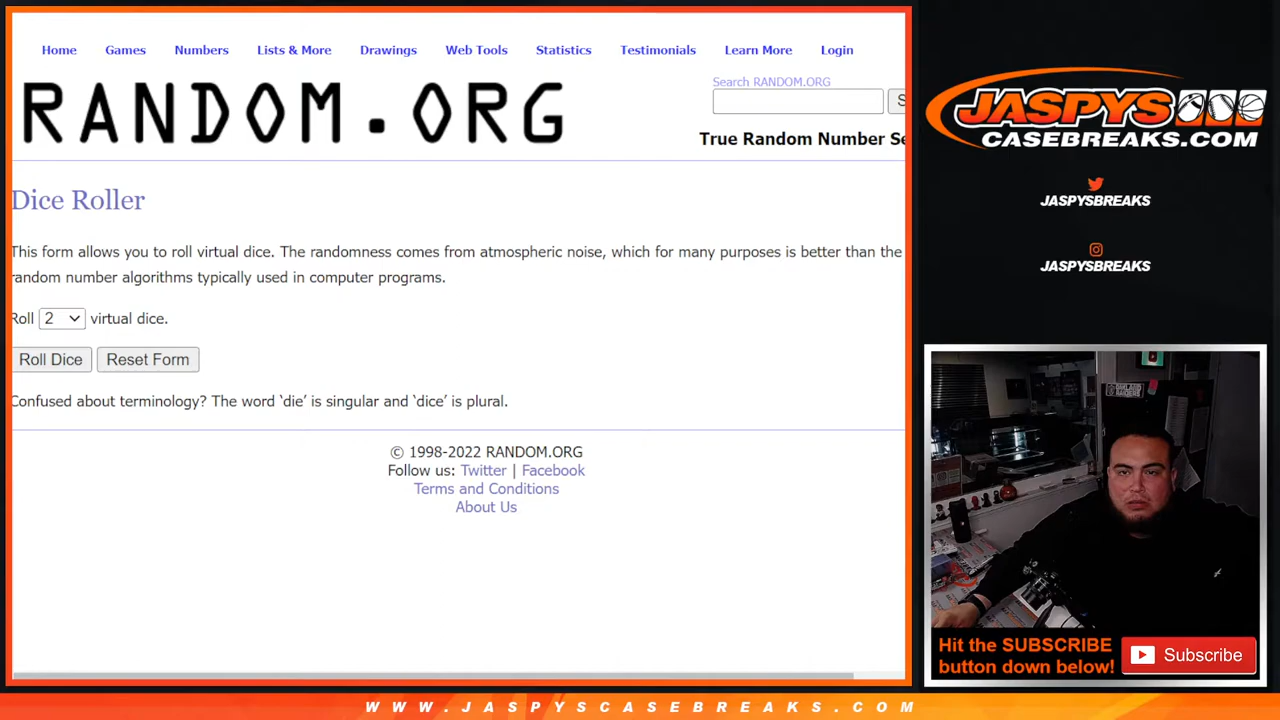 Home Games Numbers Lists & More Drawings Web Tools Statistics Testimonials Learn More Login
RANDOM.ORG
Search RANDOM.ORG
True Random Number Se
Dice Roller
This form allows you to roll virtual dice. The randomness comes from atmospheric noise, which for many purposes is better than the
random number algorithms typically used in computer programs.
Roll 2 virtual dice.
Roll Dice Reset Form
Confused about terminology? The word ‘die’ is singular and ‘dice’ is plural.
© 1998-2022 RANDOM.ORG
Follow us: Twitter | Facebook
Terms and Conditions
About Us
JASPYS
CASEBREAKS.COM
JASPYSBREAKS
JASPYSBREAKS
OAKLAND
RAIDERS
Hit the SUBSCRIBE
button down below!
Subscribe
WWW.JASPYSCASEBREAKS.COM